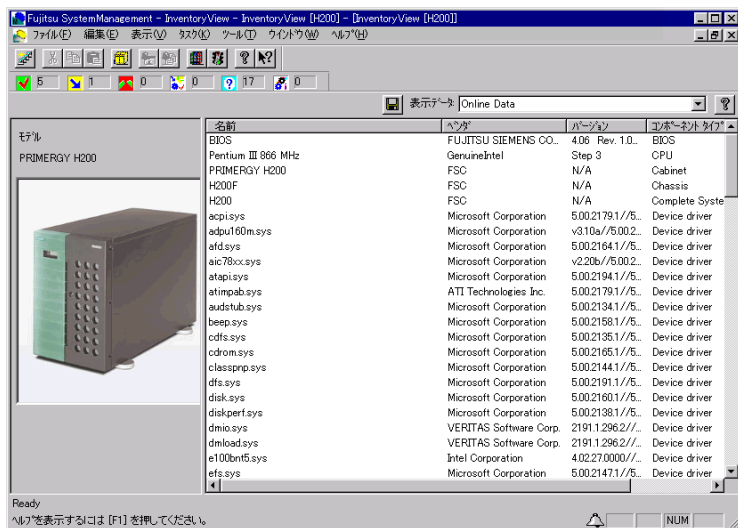 Fujitsu SystemManagement - InventoryView - InventoryView [H200] - [InventoryView [H200]]
ファイル(F) 編集(E) 表示(V) タスク(K) ツール(T) ウインドウ(W) ヘルプ(H)
5 1 0 0 17 0
表示データ: Online Data
モデル
PRIMERGY H200
名前 ベンダ バージョン コンポーネント タイプ
BIOS FUJITSU SIEMENS CO... 4.06 Rev. 1.0... BIOS
Pentium III 866 MHz GenuineIntel Step 3 CPU
PRIMERGY H200 FSC N/A Cabinet
H200F FSC N/A Chassis
H200 FSC N/A Complete Syste
acpi.sys Microsoft Corporation 5.00.2179.1//5... Device driver
adpu160m.sys Microsoft Corporation v3.10a//5.00.2... Device driver
afd.sys Microsoft Corporation 5.00.2164.1//5... Device driver
aic78xx.sys Microsoft Corporation v2.20b//5.00.2... Device driver
atapi.sys Microsoft Corporation 5.00.2194.1//5... Device driver
atimpab.sys ATI Technologies Inc. 5.00.2179.1//5... Device driver
audstub.sys Microsoft Corporation 5.00.2134.1//5... Device driver
beep.sys Microsoft Corporation 5.00.2158.1//5... Device driver
cdfs.sys Microsoft Corporation 5.00.2135.1//5... Device driver
cdrom.sys Microsoft Corporation 5.00.2165.1//5... Device driver
classpnp.sys Microsoft Corporation 5.00.2144.1//5... Device driver
dfs.sys Microsoft Corporation 5.00.2191.1//5... Device driver
disk.sys Microsoft Corporation 5.00.2160.1//5... Device driver
diskperf.sys Microsoft Corporation 5.00.2138.1//5... Device driver
dmio.sys VERITAS Software Corp. 2191.1.296.2//... Device driver
dmload.sys VERITAS Software Corp. 2191.1.296.2//... Device driver
e100bnt5.sys Intel Corporation 4.02.27.0000//... Device driver
efs.sys Microsoft Corporation 5.00.2147.1//5... Device driver
Ready
ヘルプを表示するには [F1] を押してください。 NUM